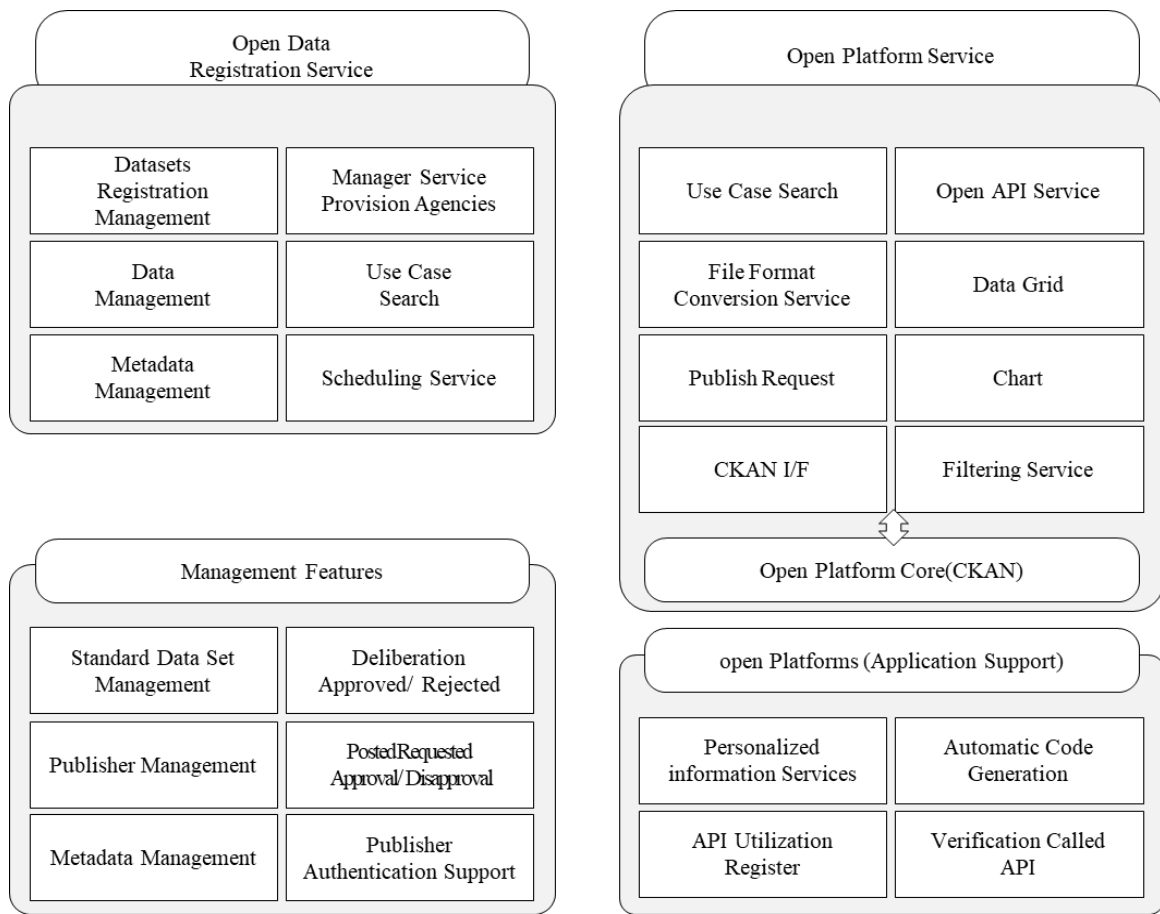 Open Data
Registration Service
Datasets
Registration
Management
Manager Service
Provision Agencies
Data
Management
Use Case
Search
Metadata
Management
Scheduling Service
Open Platform Service
Use Case Search
Open API Service
File Format
Conversion Service
Data Grid
Publish Request
Chart
CKAN I/F
Filtering Service
Open Platform Core(CKAN)
Management Features
Standard Data Set
Management
Deliberation
Approved/ Rejected
Publisher Management
Posted Requested
Approval/ Disapproval
Metadata Management
Publisher
Authentication Support
open Platforms (Application Support)
Personalized
information Services
Automatic Code
Generation
API Utilization
Register
Verification Called
API